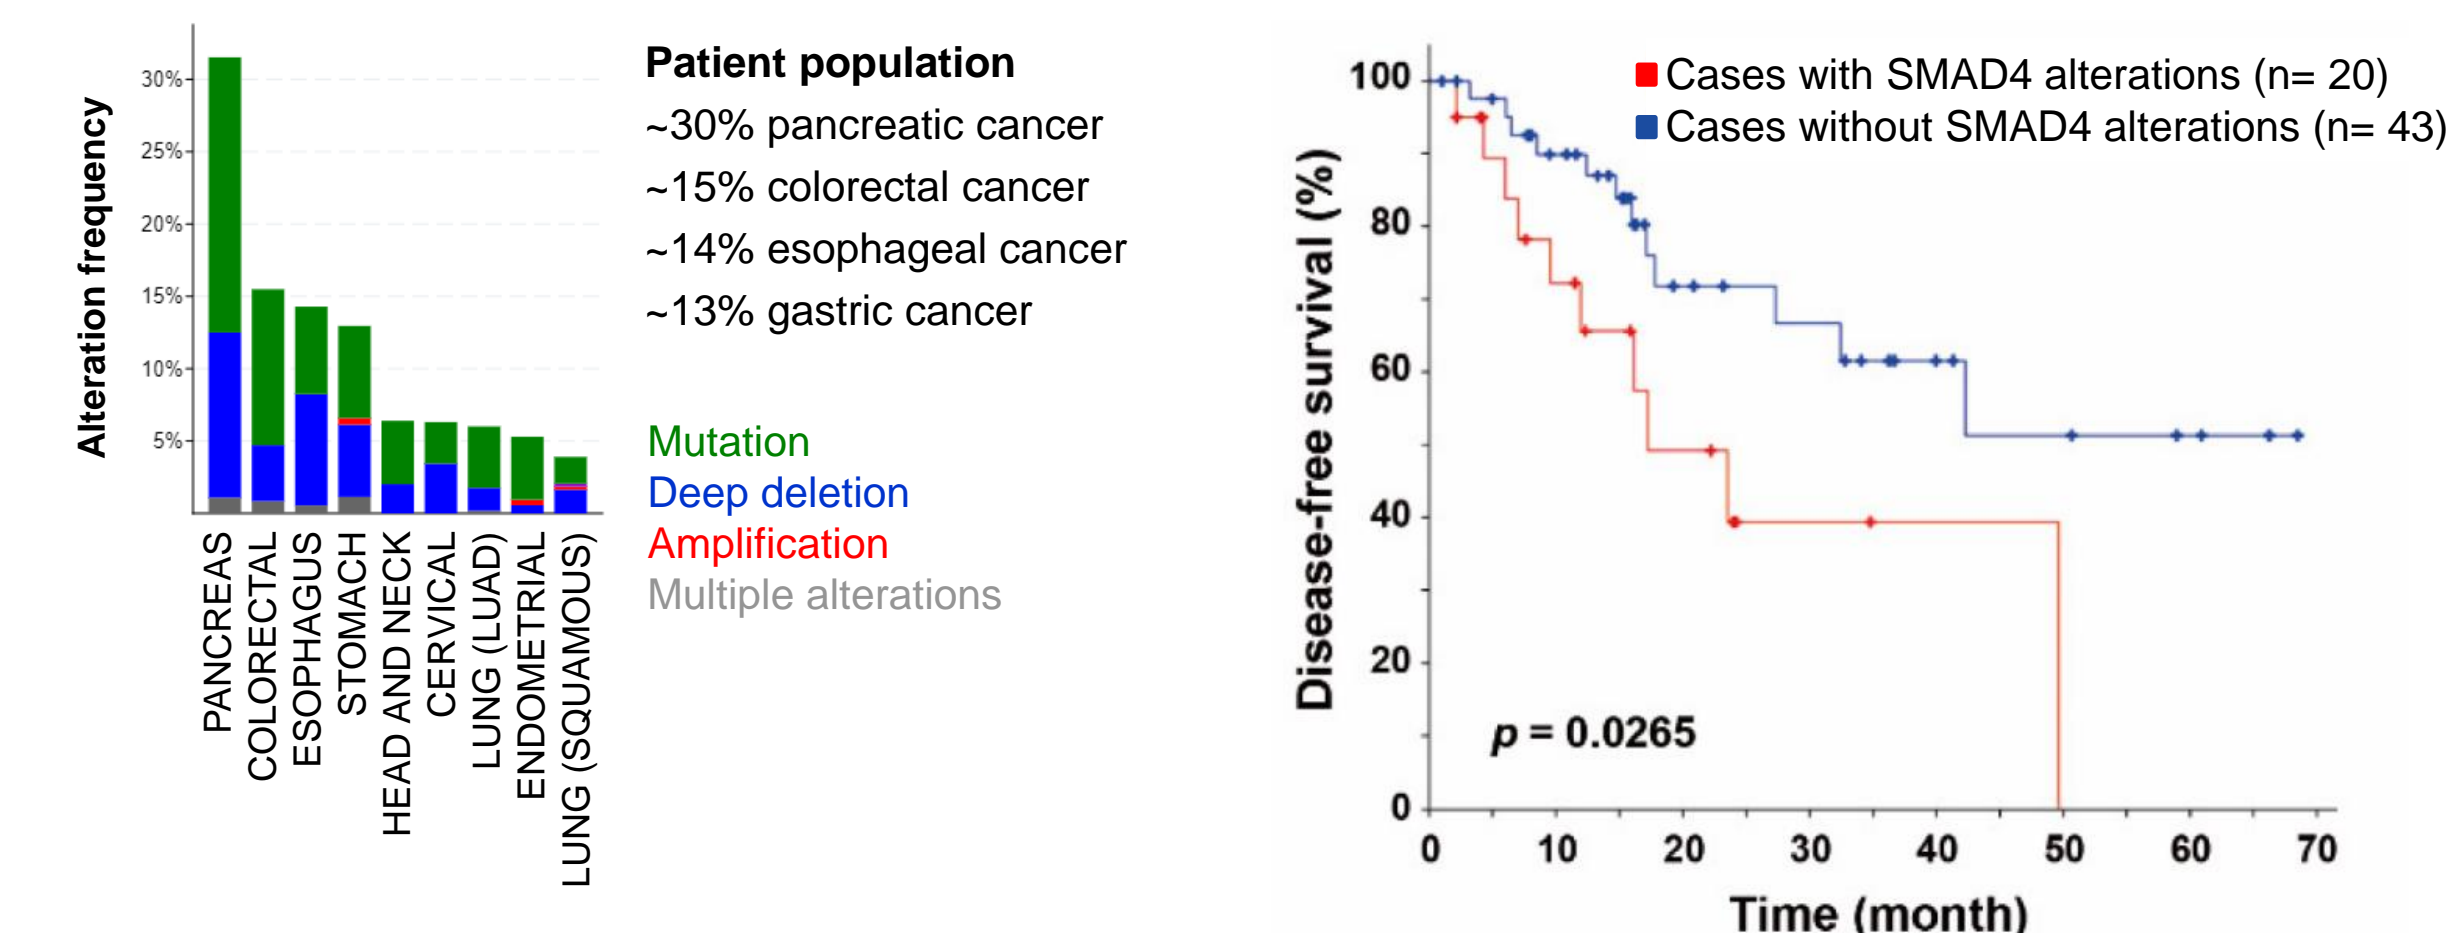 Alteration frequency
30%
25%
20%
15%
10%
5%
PANCREAS
COLORECTAL
ESOPHAGUS
STOMACH
HEAD AND NECK
CERVICAL
LUNG (LUAD)
ENDOMETRIAL
LUNG (SQUAMOUS)
Patient population
~30% pancreatic cancer
~15% colorectal cancer
~14% esophageal cancer
~13% gastric cancer
Mutation
Deep deletion
Amplification
Multiple alterations
Cases with SMAD4 alterations (n= 20)
Cases without SMAD4 alterations (n= 43)
Disease-free survival (%)
100
80
60
40
20
0
p = 0.0265
0 10 20 30 40 50 60 70
Time (month)